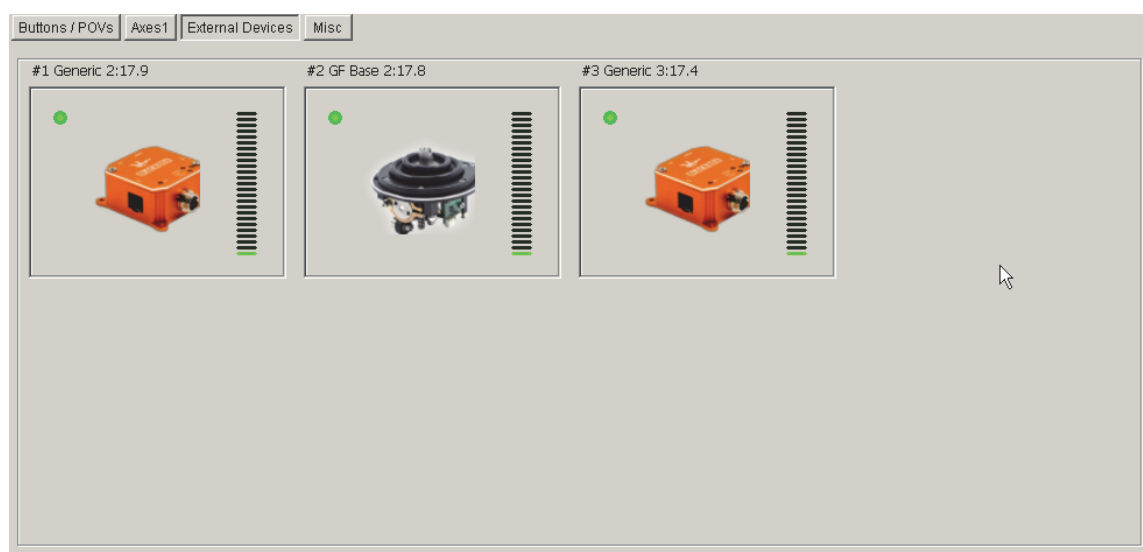 Buttons / POVs Axes1 External Devices Misc
#1 Generic 2:17.9 #2 GF Base 2:17.8 #3 Generic 3:17.4